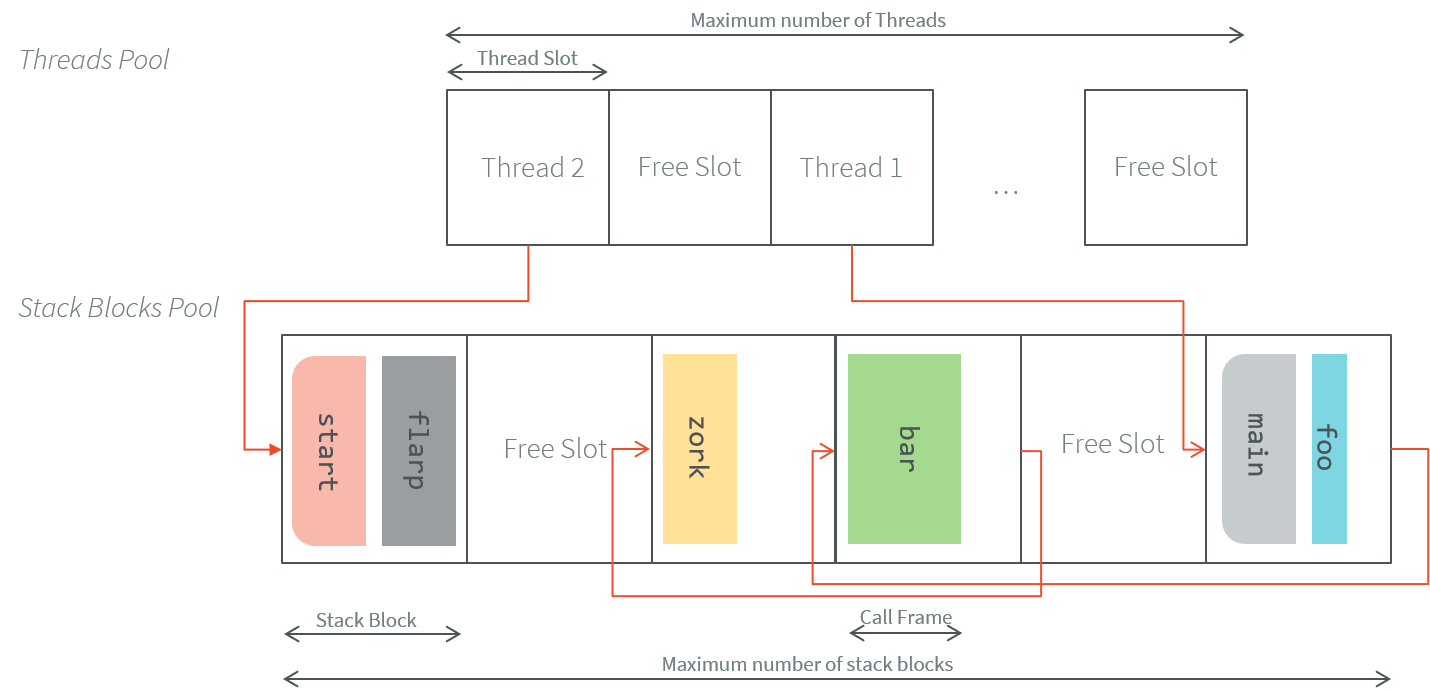 Maximum number of Threads
Threads Pool
Thread Slot
Thread 2
Free Slot
Thread 1
...
Free Slot
Stack Blocks Pool
start
flarp
Free Slot
zork
bar
Free Slot
main
foo
Stack Block
Call Frame
Maximum number of stack blocks